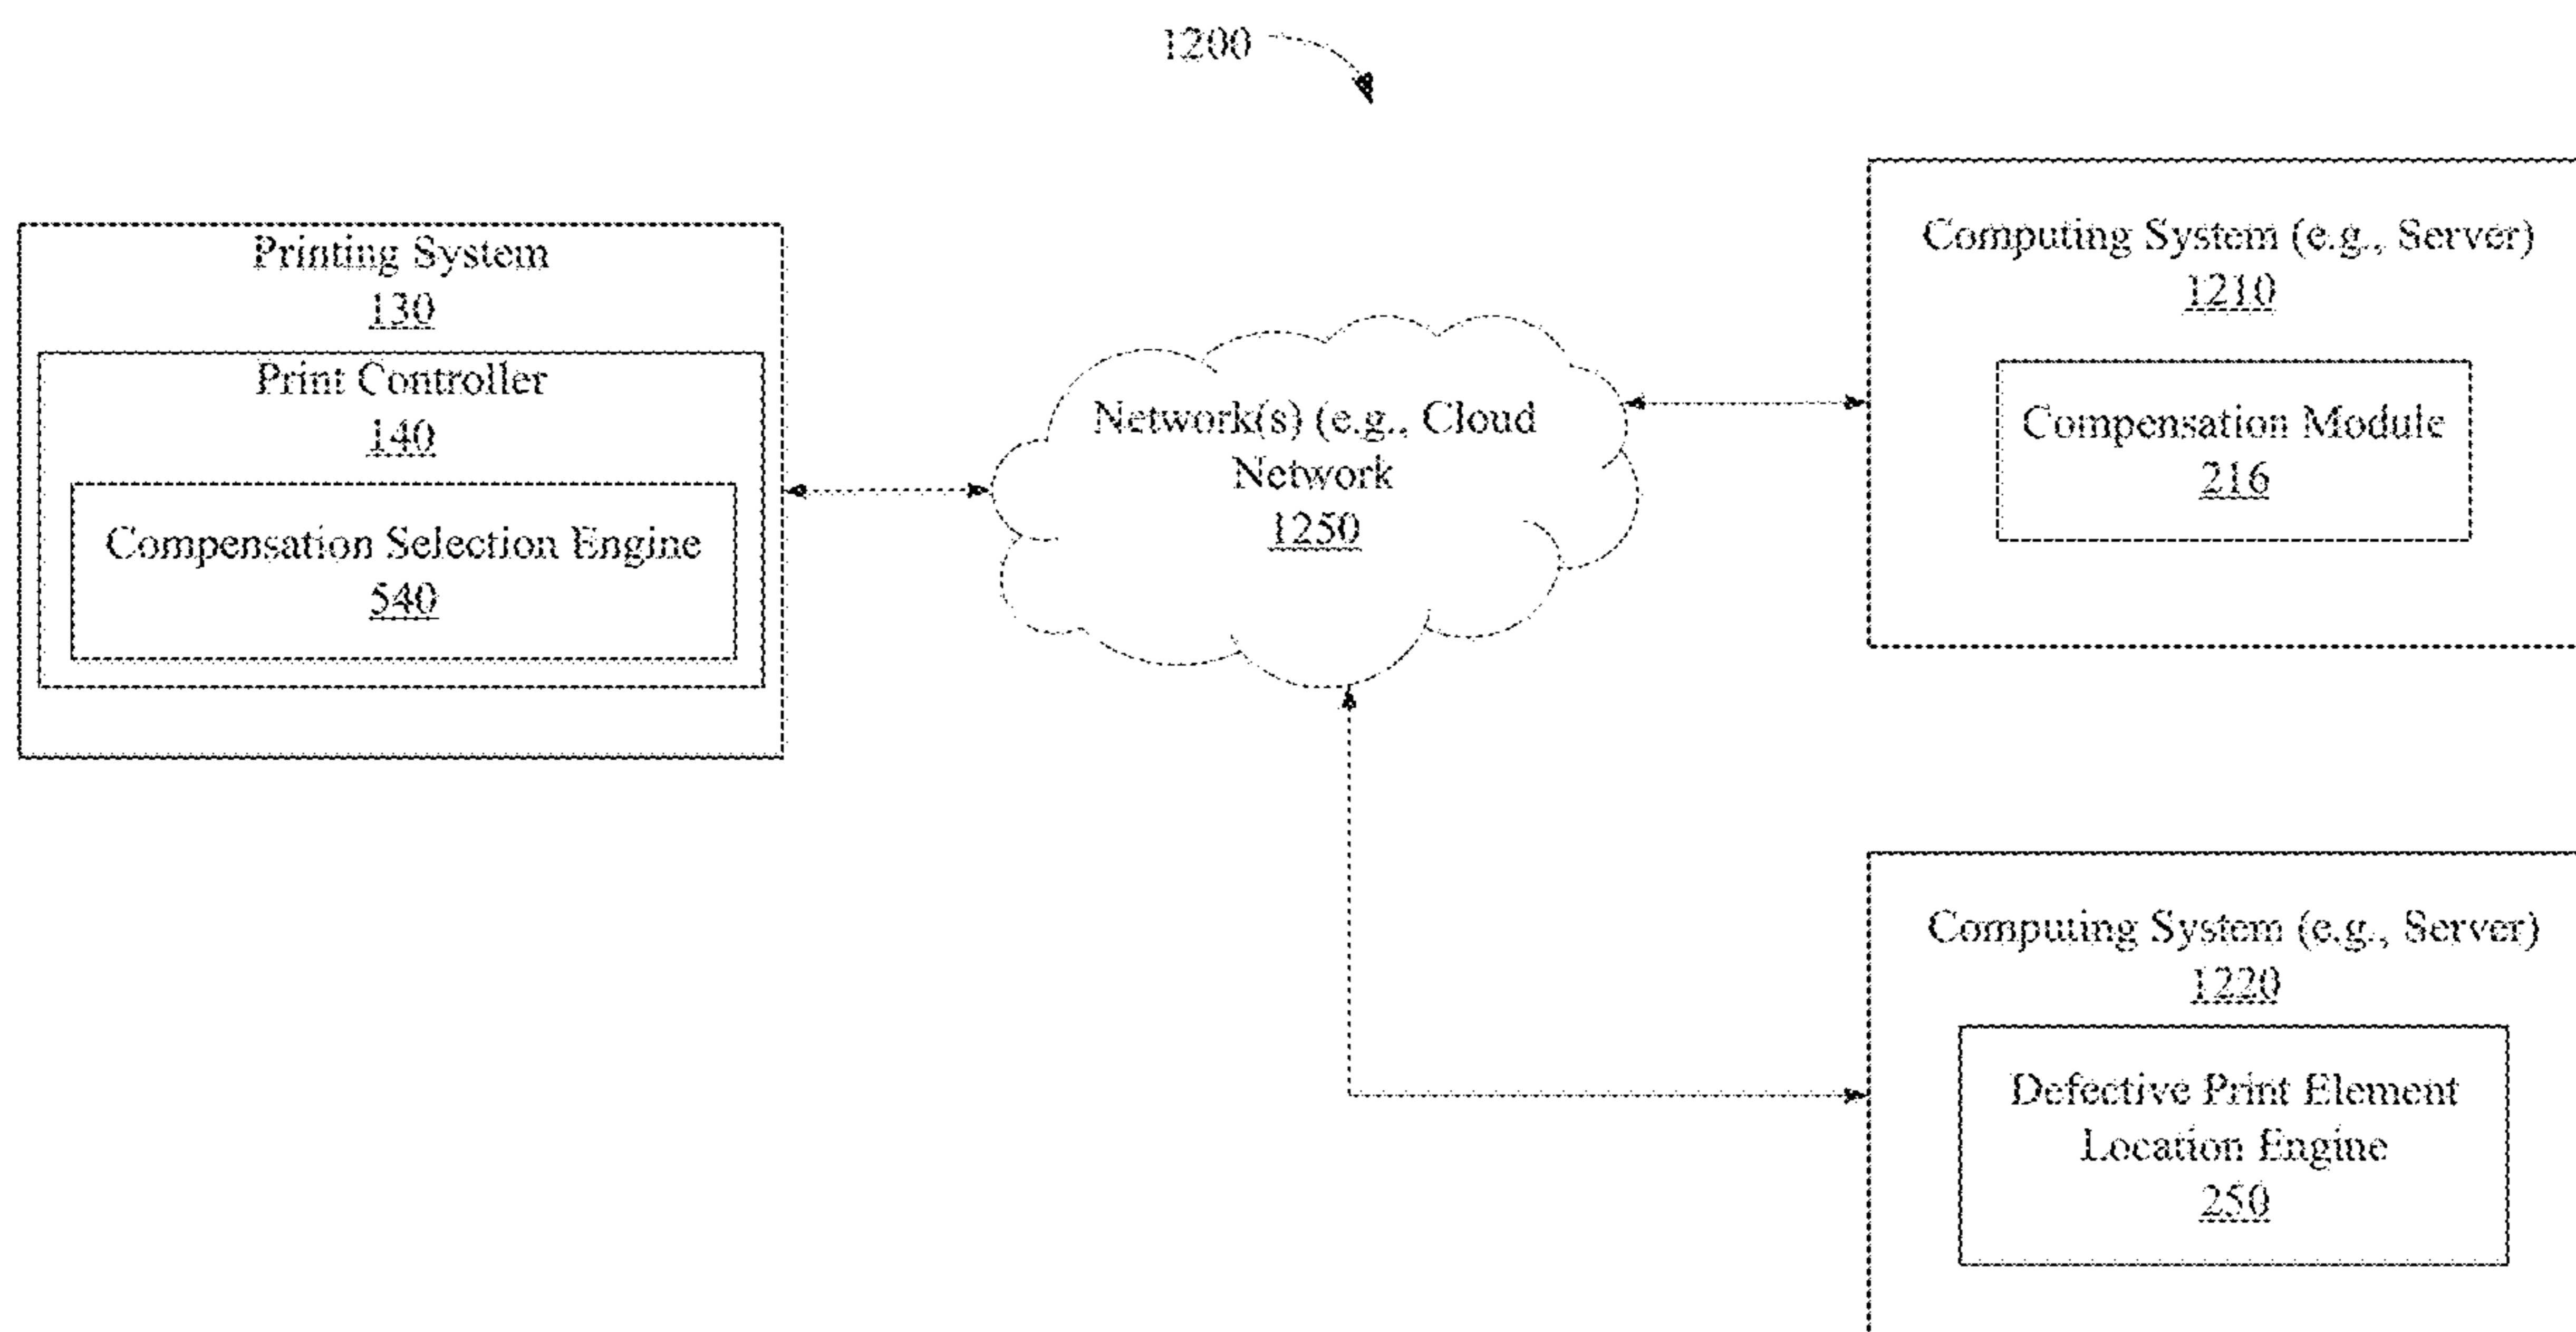 1200
Printing System
130
Print Controller
140
Compensation Selection Engine
540
Network(s) (e.g., Cloud
Network
1250
Computing System (e.g., Server)
1210
Compensation Module
216
Computing System (e.g., Server)
1220
Defective Print Element
Location Engine
250